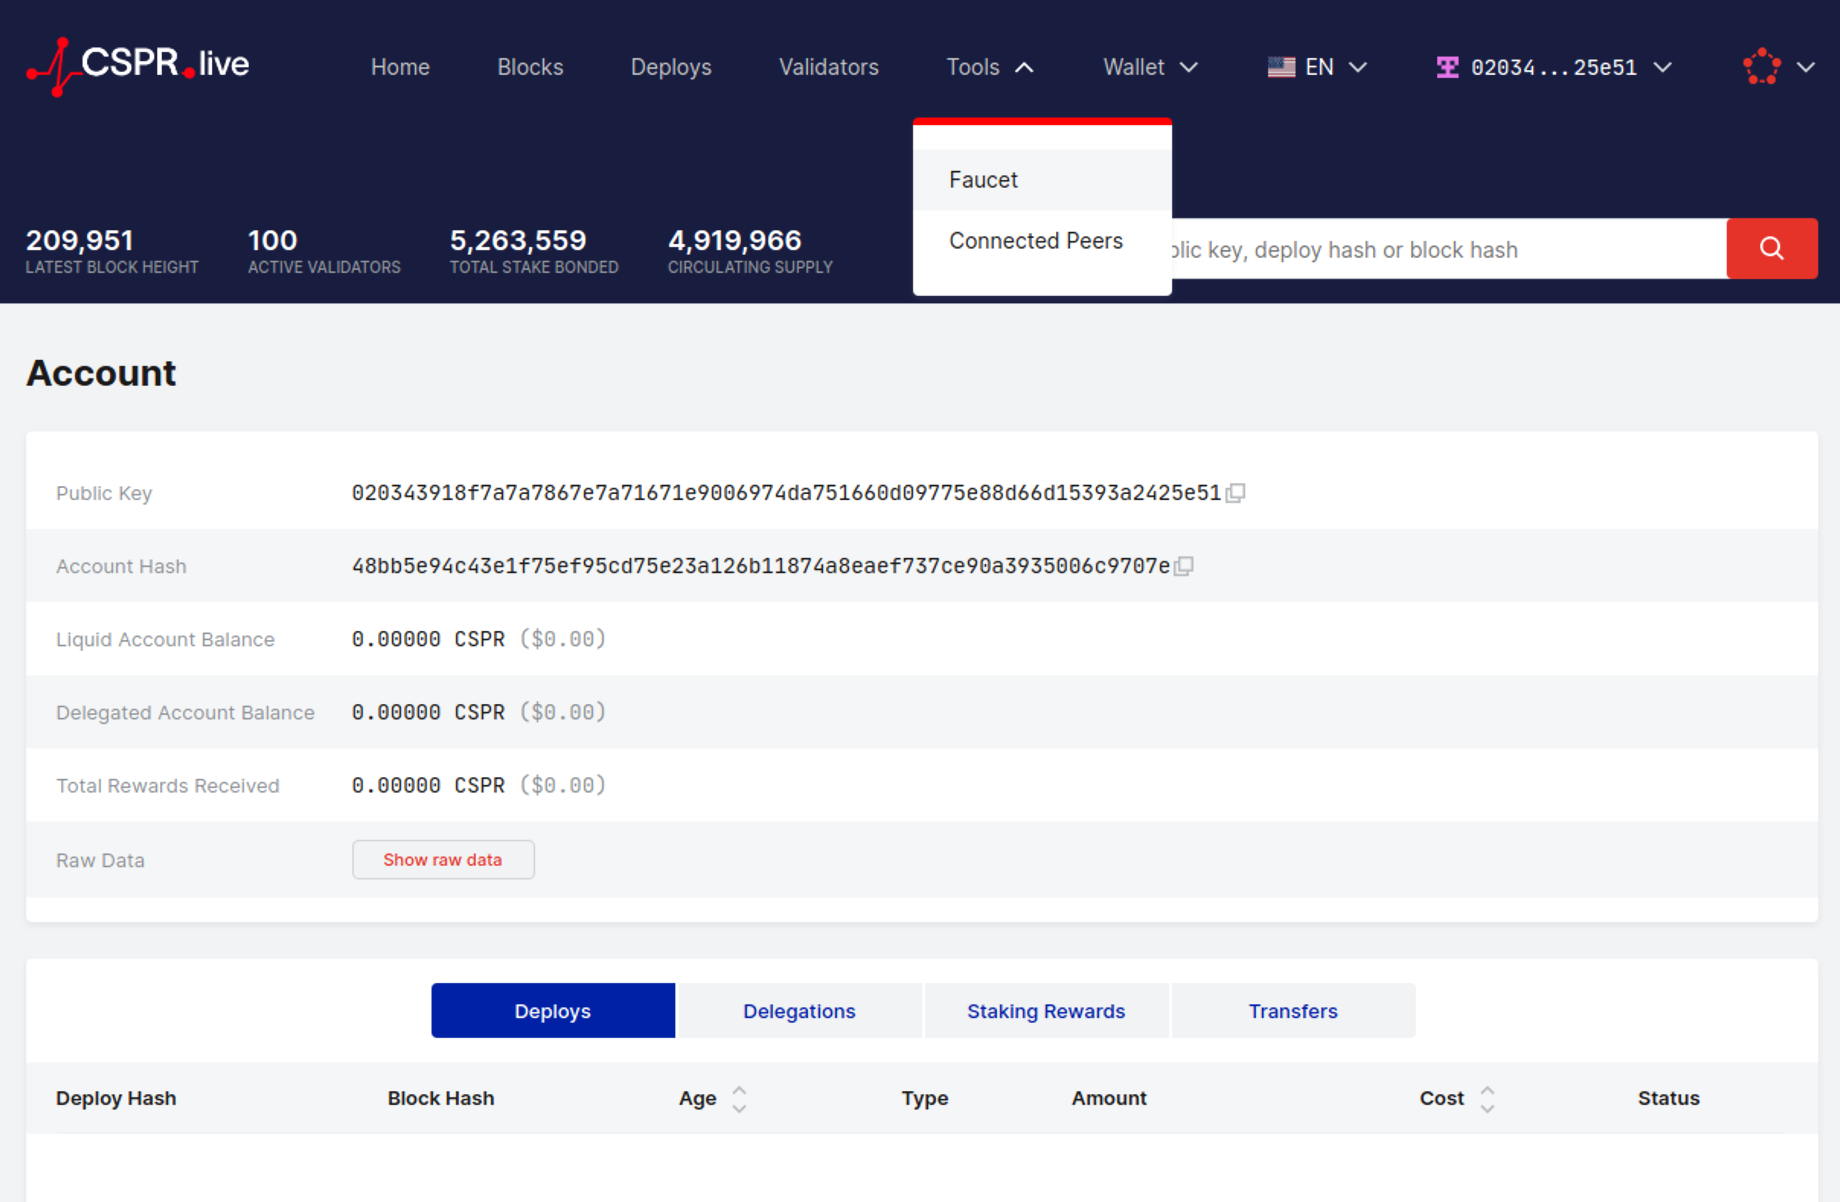 CSPR.live
Home Blocks Deploys Validators Tools Wallet EN 02034...25e51
Faucet
Connected Peers
209,951 100 5,263,559 4,919,966
LATEST BLOCK HEIGHT ACTIVE VALIDATORS TOTAL STAKE BONDED CIRCULATING SUPPLY
key, deploy hash or block hash
Account
Public Key 020343918f7a7a7867e7a71671e9006974da751660d09775e88d66d15393a2425e51
Account Hash 48bb5e94c43e1f75ef95cd75e23a126b11874a8eaef737ce90a3935006c9707e
Liquid Account Balance 0.00000 CSPR ($0.00)
Delegated Account Balance 0.00000 CSPR ($0.00)
Total Rewards Received 0.00000 CSPR ($0.00)
Raw Data Show raw data
Deploys Delegations Staking Rewards Transfers
Deploy Hash Block Hash Age Type Amount Cost Status